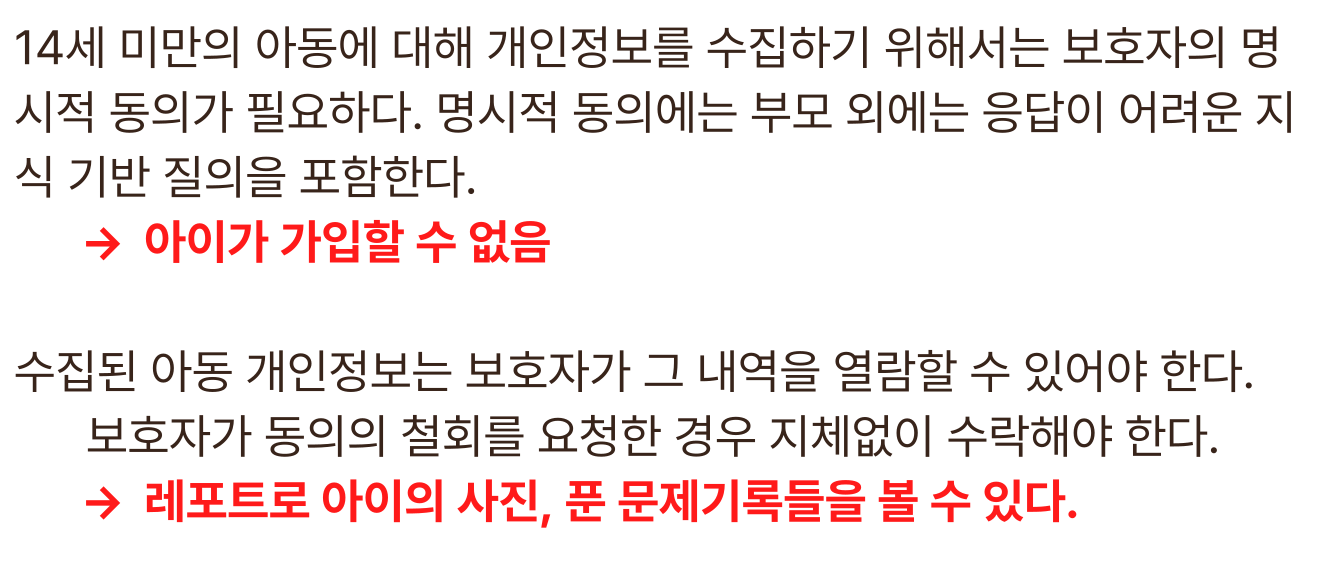 14세 미만의 아동에 대해 개인정보를 수집하기 위해서는 보호자의 명
시적 동의가 필요하다. 명시적 동의에는 부모 외에는 응답이 어려운 지
식 기반 질의을 포함한다.
→ 아이가 가입할 수 없음
수집된 아동 개인정보는 보호자가 그 내역을 열람할 수 있어야 한다.
보호자가 동의의 철회를 요청한 경우 지체없이 수락해야 한다.
→ 레포트로 아이의 사진, 푼 문제기록들을 볼 수 있다.